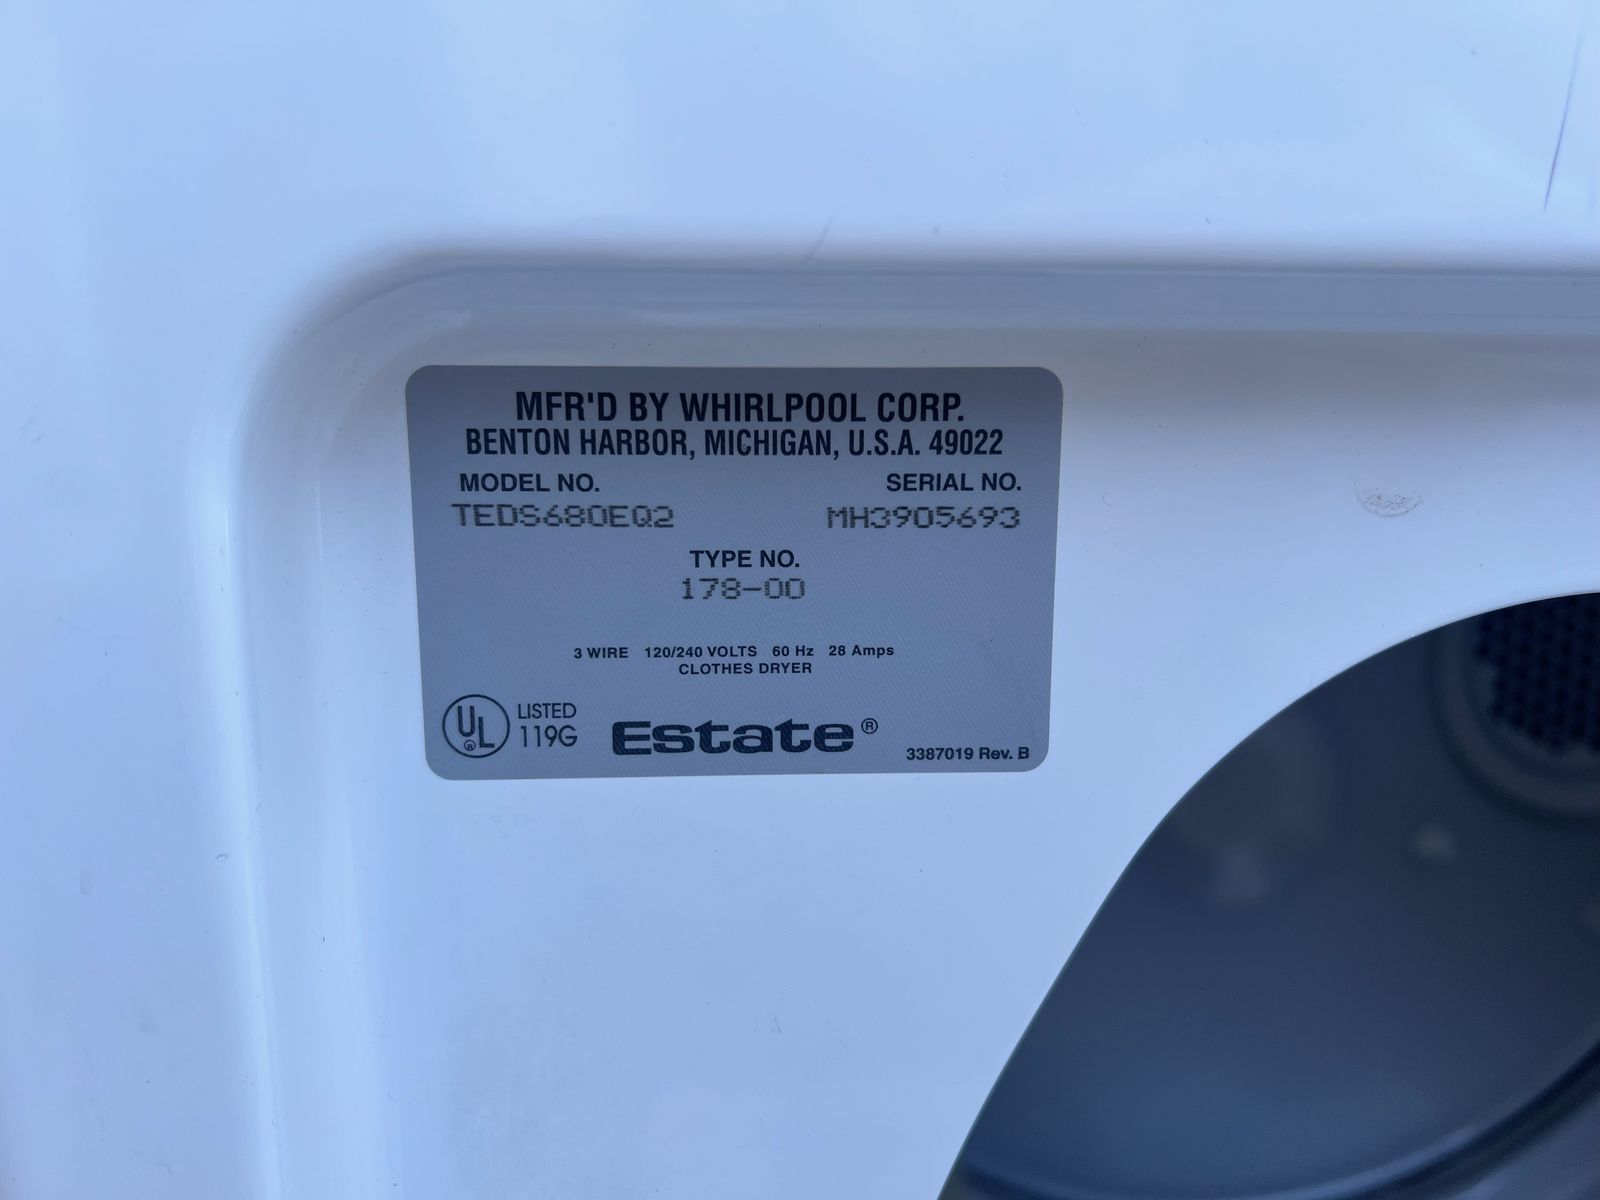 MFR'D BY WHIRLPOOL CORP.
BENTON HARBOR, MICHIGAN, U.S.A. 49022
MODEL NO. SERIAL NO.
TEDS680EQ2 MH3905693
TYPE NO.
178-00
3 WIRE 120/240 VOLTS 60 Hz 28 Amps
CLOTHES DRYER
UL® LISTED
119G
Estate®
3387019 Rev. B